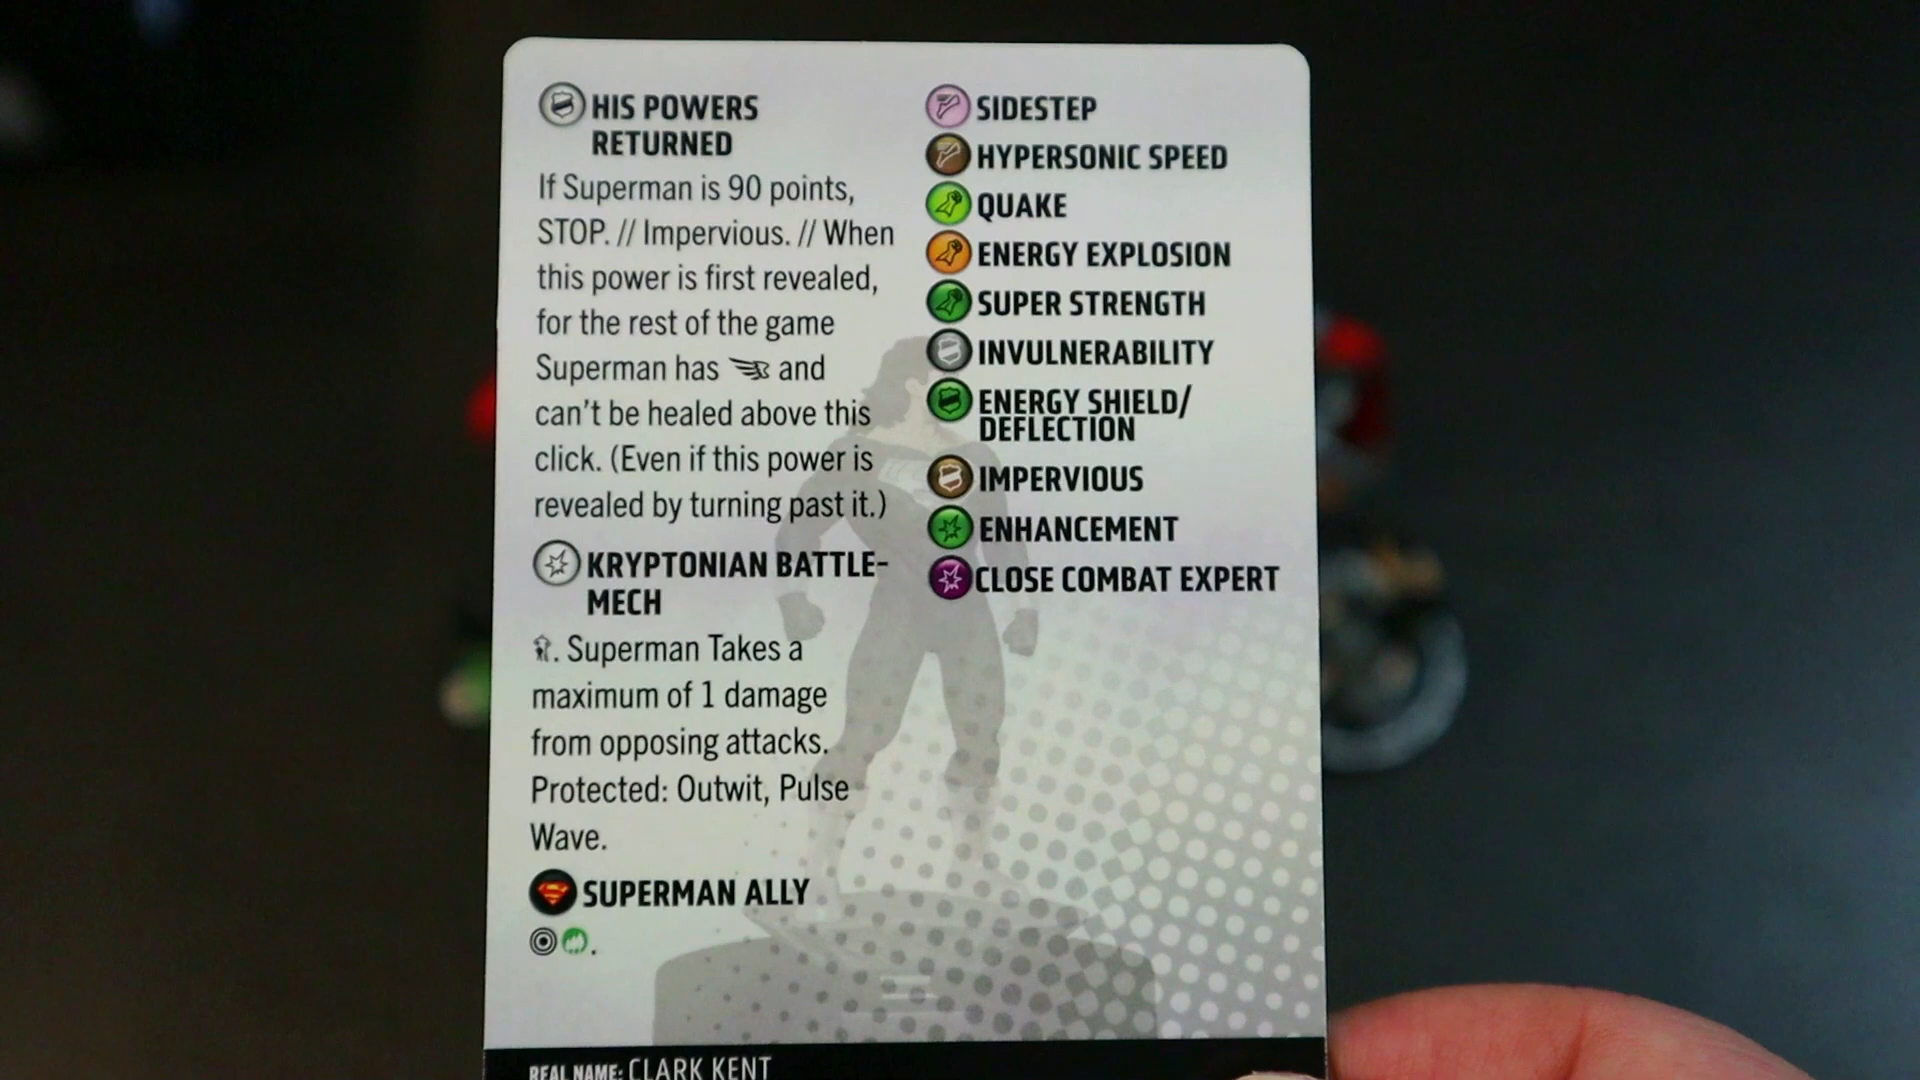 HIS POWERS
RETURNED
If Superman is 90 points,
STOP. // Impervious. // When
this power is first revealed,
for the rest of the game
Superman has and
can't be healed above this
click. (Even if this power is
revealed by turning past it.)
KRYPTONIAN BATTLE-
MECH
. Superman Takes a
maximum of 1 damage
from opposing attacks.
Protected: Outwit, Pulse
Wave.
SUPERMAN ALLY
.
SIDESTEP
HYPERSONIC SPEED
QUAKE
ENERGY EXPLOSION
SUPER STRENGTH
INVULNERABILITY
ENERGY SHIELD/
DEFLECTION
IMPERVIOUS
ENHANCEMENT
CLOSE COMBAT EXPERT
REAL NAME: CLARK KENT